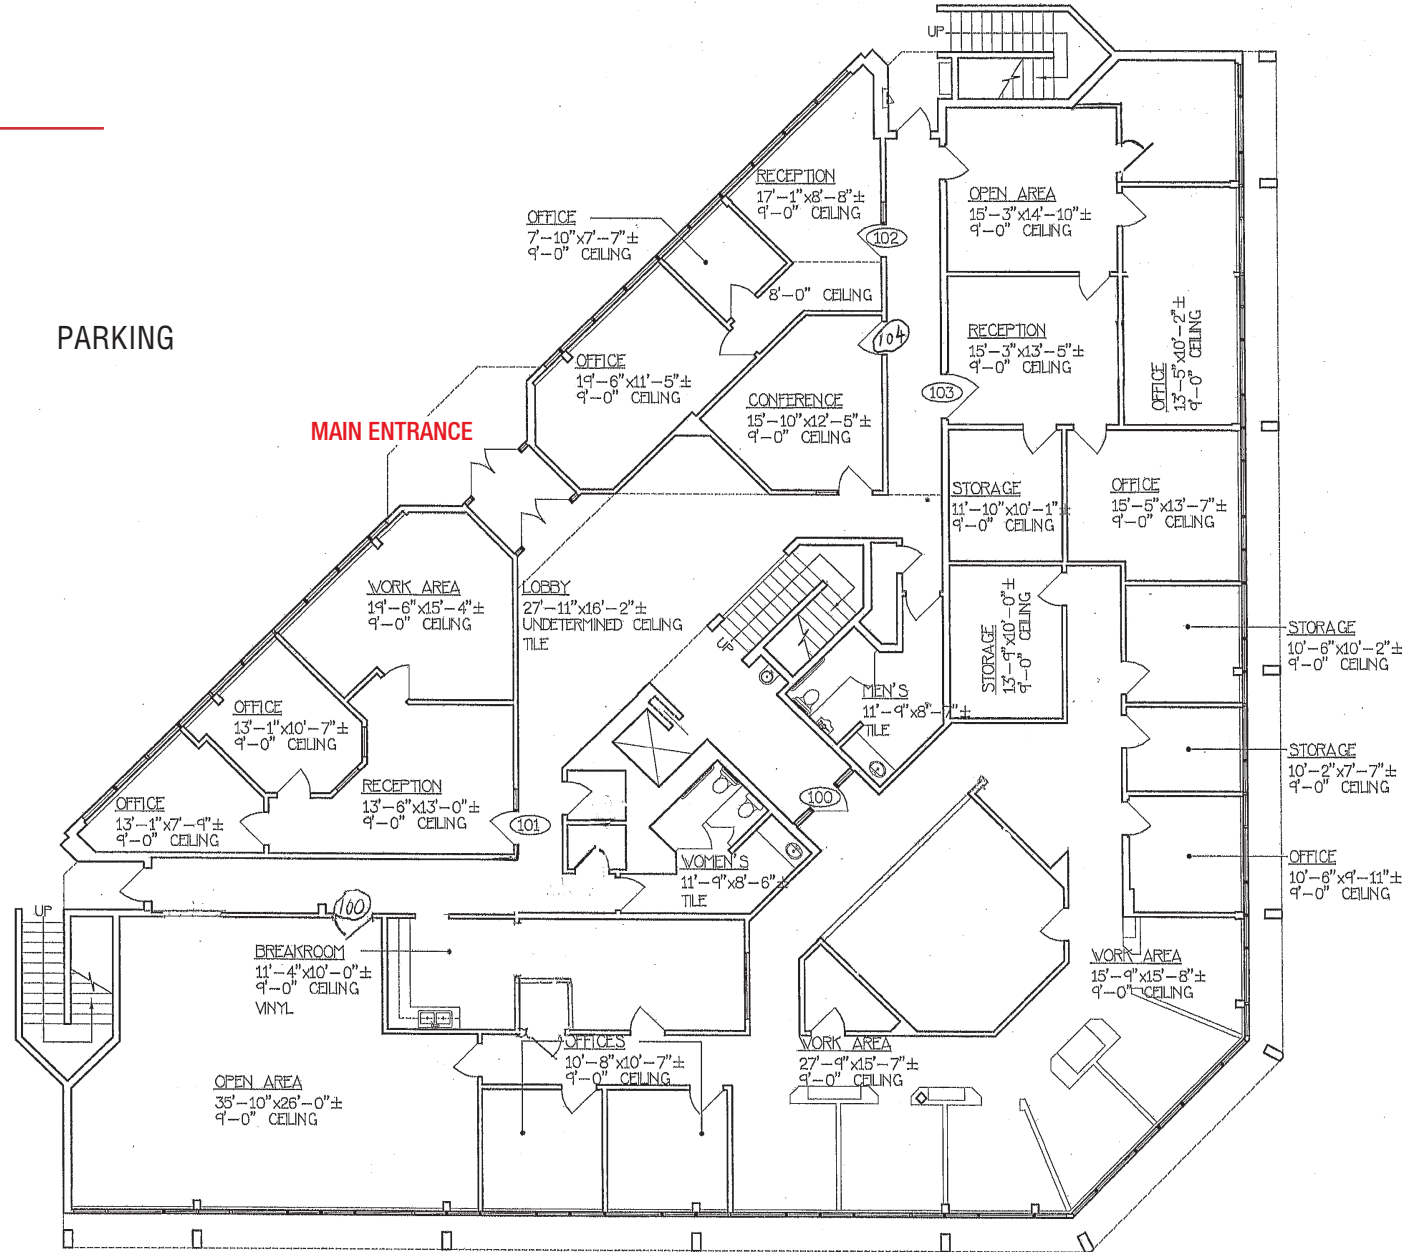 UP
RECEPTION
17'-1"x8'-8"±
9'-0" CEILING
OPEN AREA
15'-3"x14'-10"±
9'-0" CEILING
OFFICE
7'-10"x7'-7"±
9'-0" CEILING
102
8'-0" CEILING
PARKING
RECEPTION
15'-3"x13'-5"±
9'-0" CEILING
OFFICE
13'-5"x10'-2"±
9'-0" CEILING
104
OFFICE
19'-6"x11'-5"±
9'-0" CEILING
103
CONFERENCE
15'-10"x12'-5"±
9'-0" CEILING
MAIN ENTRANCE
STORAGE
11'-10"x10'-1"±
9'-0" CEILING
OFFICE
15'-5"x13'-7"±
9'-0" CEILING
WORK AREA
19'-6"x15'-4"±
9'-0" CEILING
LOBBY
27'-11"x16'-2"±
UNDETERMINED CEILING
TILE
UP
STORAGE
13'-9"x10'-0"±
9'-0" CEILING
STORAGE
10'-6"x10'-2"±
9'-0" CEILING
MEN'S
11'-9"x8'-7"±
TILE
OFFICE
13'-1"x10'-7"±
9'-0" CEILING
STORAGE
10'-2"x7'-7"±
9'-0" CEILING
RECEPTION
13'-6"x13'-0"±
9'-0" CEILING
OFFICE
13'-1"x7'-9"±
9'-0" CEILING
100
101
WOMEN'S
11'-9"x8'-6"±
TILE
OFFICE
10'-6"x9'-11"±
9'-0" CEILING
UP
160
BREAKROOM
11'-4"x10'-0"±
9'-0" CEILING
VINYL
WORK AREA
15'-9"x15'-8"±
9'-0" CEILING
OFFICES
10'-8"x10'-7"±
9'-0" CEILING
WORK AREA
27'-9"x15'-7"±
9'-0" CEILING
OPEN AREA
35'-10"x26'-0"±
9'-0" CEILING